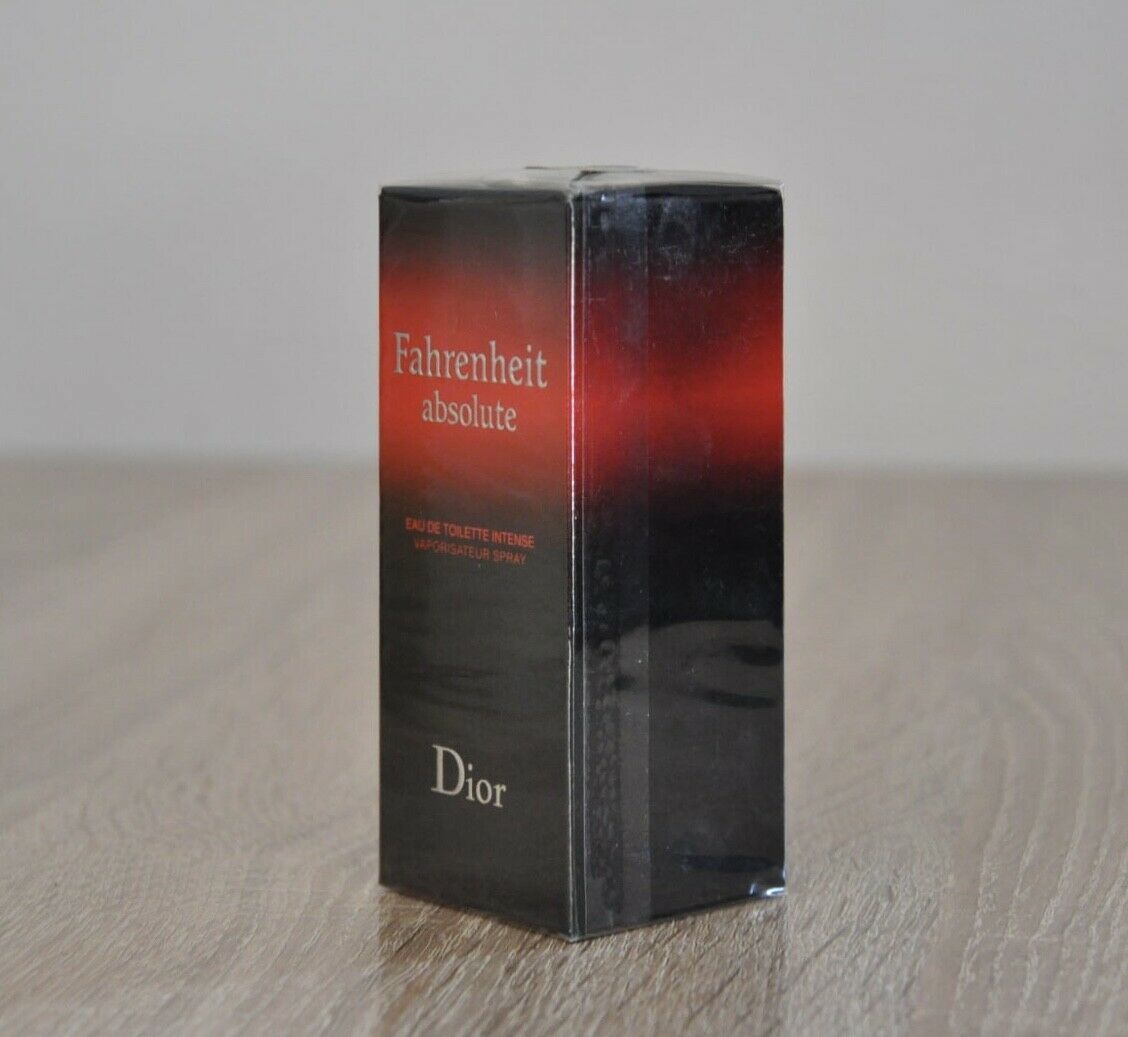 Fahrenheit
absolute
EAU DE TOILETTE INTENSE
VAPORISATEUR SPRAY
Dior